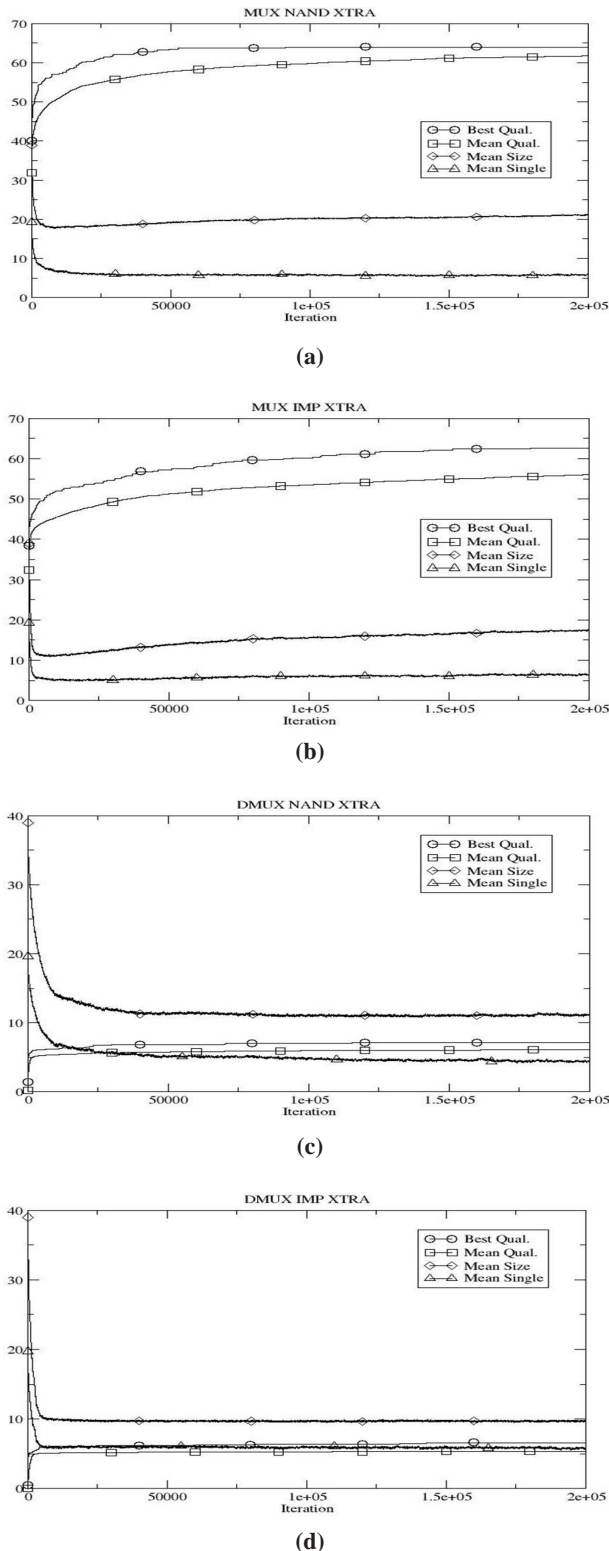 MUX NAND XTRA
70
60
50
40
30
20
10
0
Best Qual.
Mean Qual.
Mean Size
Mean Single
0 50000 1e+05 1.5e+05 2e+05
Iteration
(a)
MUX IMP XTRA
70
60
50
40
30
20
10
0
Best Qual.
Mean Qual.
Mean Size
Mean Single
0 50000 1e+05 1.5e+05 2e+05
Iteration
(b)
DMUX NAND XTRA
40
30
20
10
0
Best Qual.
Mean Qual.
Mean Size
Mean Single
0 50000 1e+05 1.5e+05 2e+05
Iteration
(c)
DMUX IMP XTRA
40
30
20
10
0
Best Qual.
Mean Qual.
Mean Size
Mean Single
0 50000 1e+05 1.5e+05 2e+05
Iteration
(d)